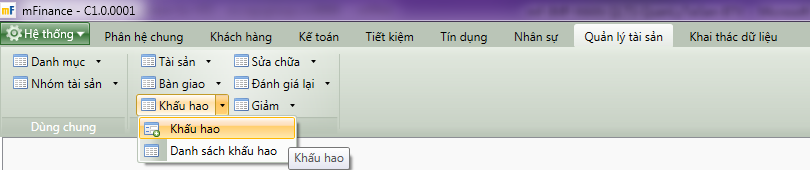 mF mFinance - C1.0.0001
Hệ thống Phân hệ chung Khách hàng Kế toán Tiết kiệm Tín dụng Nhân sự Quản lý tài sản Khai thác dữ liệu
Danh mục Tài sản Sửa chữa
Nhóm tài sản Bàn giao Đánh giá lại
Khấu hao Giảm
Dùng chung
Khấu hao
Danh sách khấu hao
Khấu hao